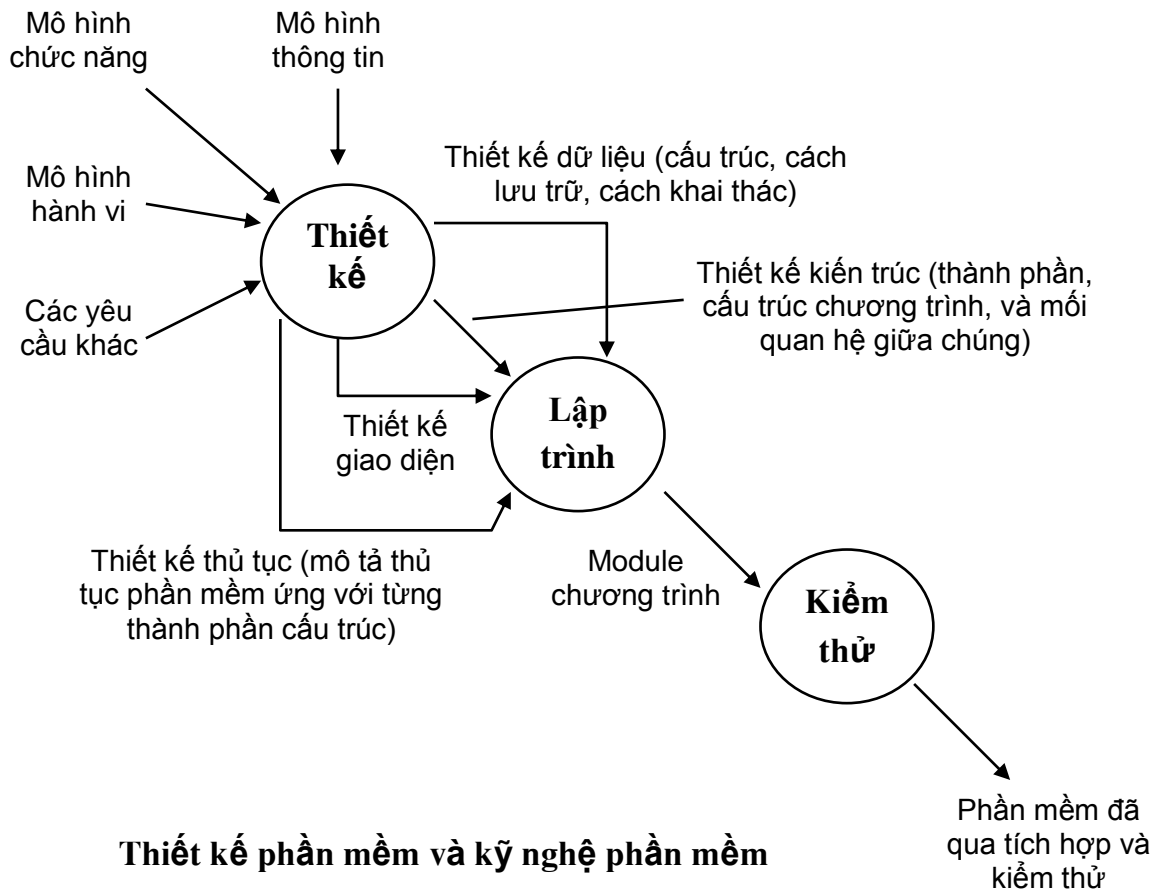 Mô hình
chức năng
Mô hình
thông tin
Thiết kế dữ liệu (cấu trúc, cách
lưu trữ, cách khai thác)
Mô hình
hành vi
Thiết
kế
Thiết kế kiến trúc (thành phần,
cấu trúc chương trình, và mối
quan hệ giữa chúng)
Các yêu
cầu khác
Lập
trình
Thiết kế
giao diện
Thiết kế thủ tục (mô tả thủ
tục phần mềm ứng với từng
thành phần cấu trúc)
Module
chương trình
Kiểm
thử
Phần mềm đã
qua tích hợp và
kiểm thử
Thiết kế phần mềm và kỹ nghệ phần mềm